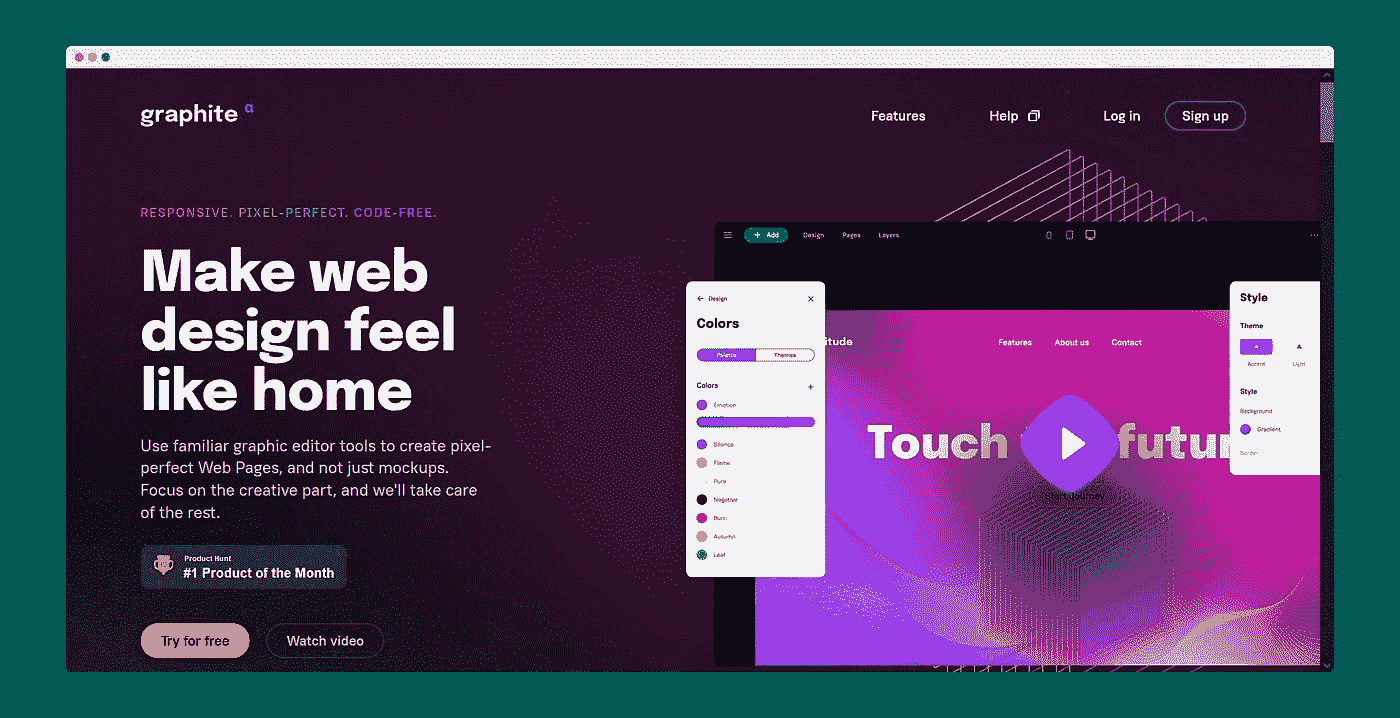 graphite a
Features
Help
Log in
Sign up
RESPONSIVE. PIXEL-PERFECT. CODE-FREE.
Make web
design feel
like home
Use familiar graphic editor tools to create pixel-
perfect Web Pages, and not just mockups.
Focus on the creative part, and we'll take care
of the rest.
Product Hunt
#1 Product of the Month
Try for free
Watch video
+ Add
Design
Pages
Layers
Design
Colors
Palette
Themes
Colors
Emotion
Silence
Flame
Pure
Negative
Burn
Autumn
Leaf
itude
Features
About us
Contact
Touch futur
Start Journey
Style
Theme
A
A
Accent
Light
Style
Background
Gradient
Border